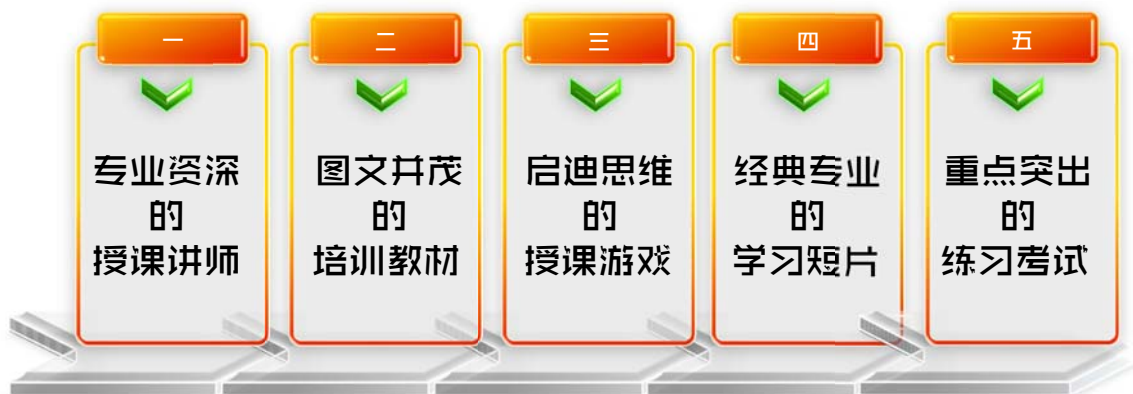 一
专业资深
的
授课讲师
二
图文并茂
的
培训教材
三
启迪思维
的
授课游戏
四
经典专业
的
学习短片
五
重点突出
的
练习考试